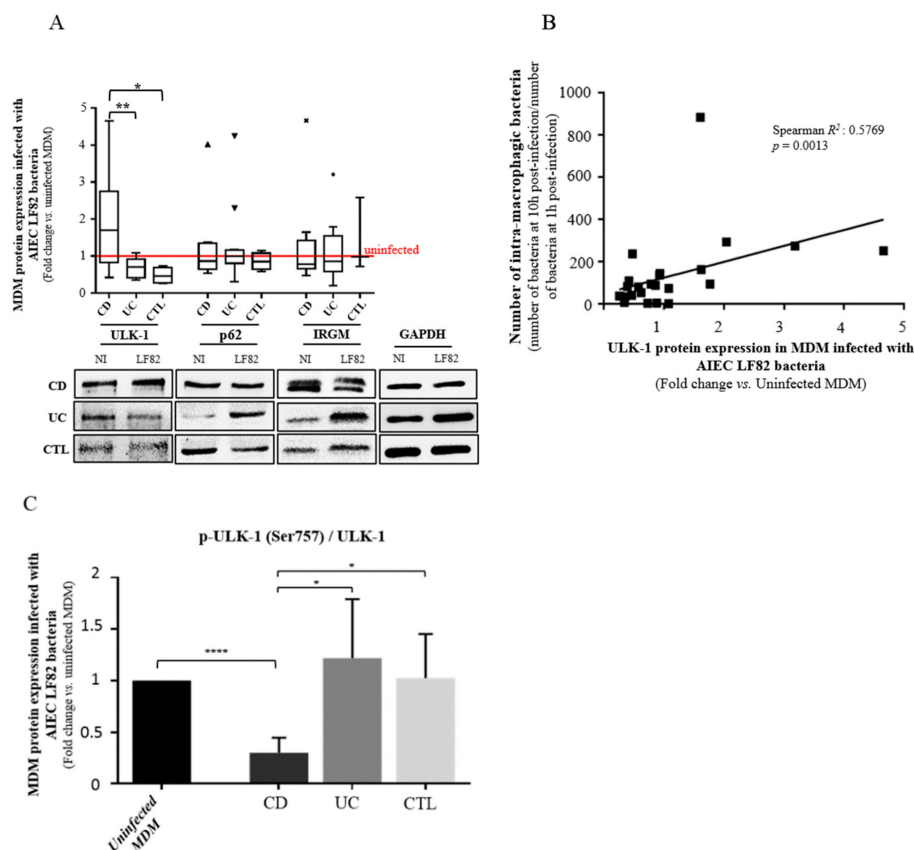 A
MDM protein expression infected with
AIEC LF82 bacteria
(Fold change vs. uninfected MDM)
5
4
3
2
1
0
*
**
uninfected
CD
UC
CTL
CD
UC
CTL
CD
UC
CTL
ULK-1
p62
IRGM
GAPDH
NI
LF82
NI
LF82
NI
LF82
NI
LF82
CD
UC
CTL
B
Number of intra-macrophagic bacteria
(number of bacteria at 10h post-infection/number
of bacteria at 1h post-infection)
1000
800
600
400
200
0
Spearman R² : 0.5769
p = 0.0013
1
2
3
4
5
ULK-1 protein expression in MDM infected with
AIEC LF82 bacteria
(Fold change vs. Uninfected MDM)
C
p-ULK-1 (Ser757) / ULK-1
MDM protein expression infected with
AIEC LF82 bacteria
(Fold change vs. uninfected MDM)
2
1.5
1
0.5
0
****
*
*
Uninfected
MDM
CD
UC
CTL